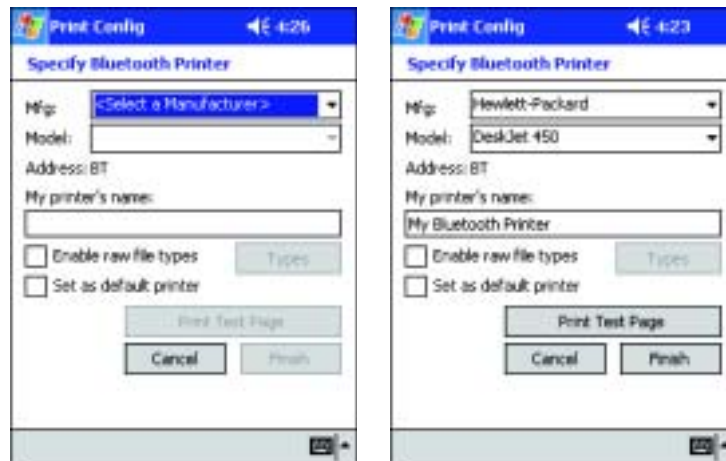 Print Config 4:26
Specify Bluetooth Printer
Mfg: <Select a Manufacturer>
Model:
Address: BT
My printer's name:
Enable raw file types Types
Set as default printer
Print Test Page
Cancel Finish
Print Config 4:23
Specify Bluetooth Printer
Mfg: Hewlett-Packard
Model: DeskJet 450
Address: BT
My printer's name:
My Bluetooth Printer
Enable raw file types Types
Set as default printer
Print Test Page
Cancel Finish